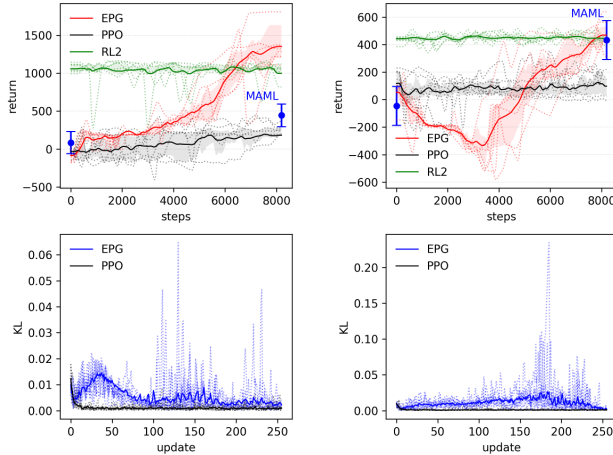 EPG
PPO
RL2
MAML
return
1500
1000
500
0
−500
0
2000
4000
6000
8000
steps
MAML
EPG
PPO
RL2
return
600
400
200
0
−200
−400
−600
0
2000
4000
6000
8000
steps
EPG
PPO
KL
0.06
0.05
0.04
0.03
0.02
0.01
0.00
0
50
100
150
200
250
update
EPG
PPO
KL
0.20
0.15
0.10
0.05
0.00
0
50
100
150
200
250
update